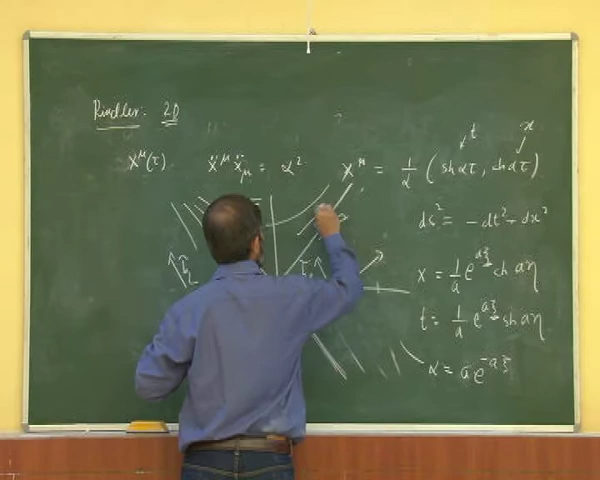 Rindler: 2D
t x
X^μ(τ) ẍ^μ ẍ_μ = α² X^μ = 1/α ( sh ατ, ch ατ )
ds² = -dt² + dx²
x = 1/a e^{aξ} ch aη
t = 1/a e^{aξ} sh aη
α = a e^{-aξ}